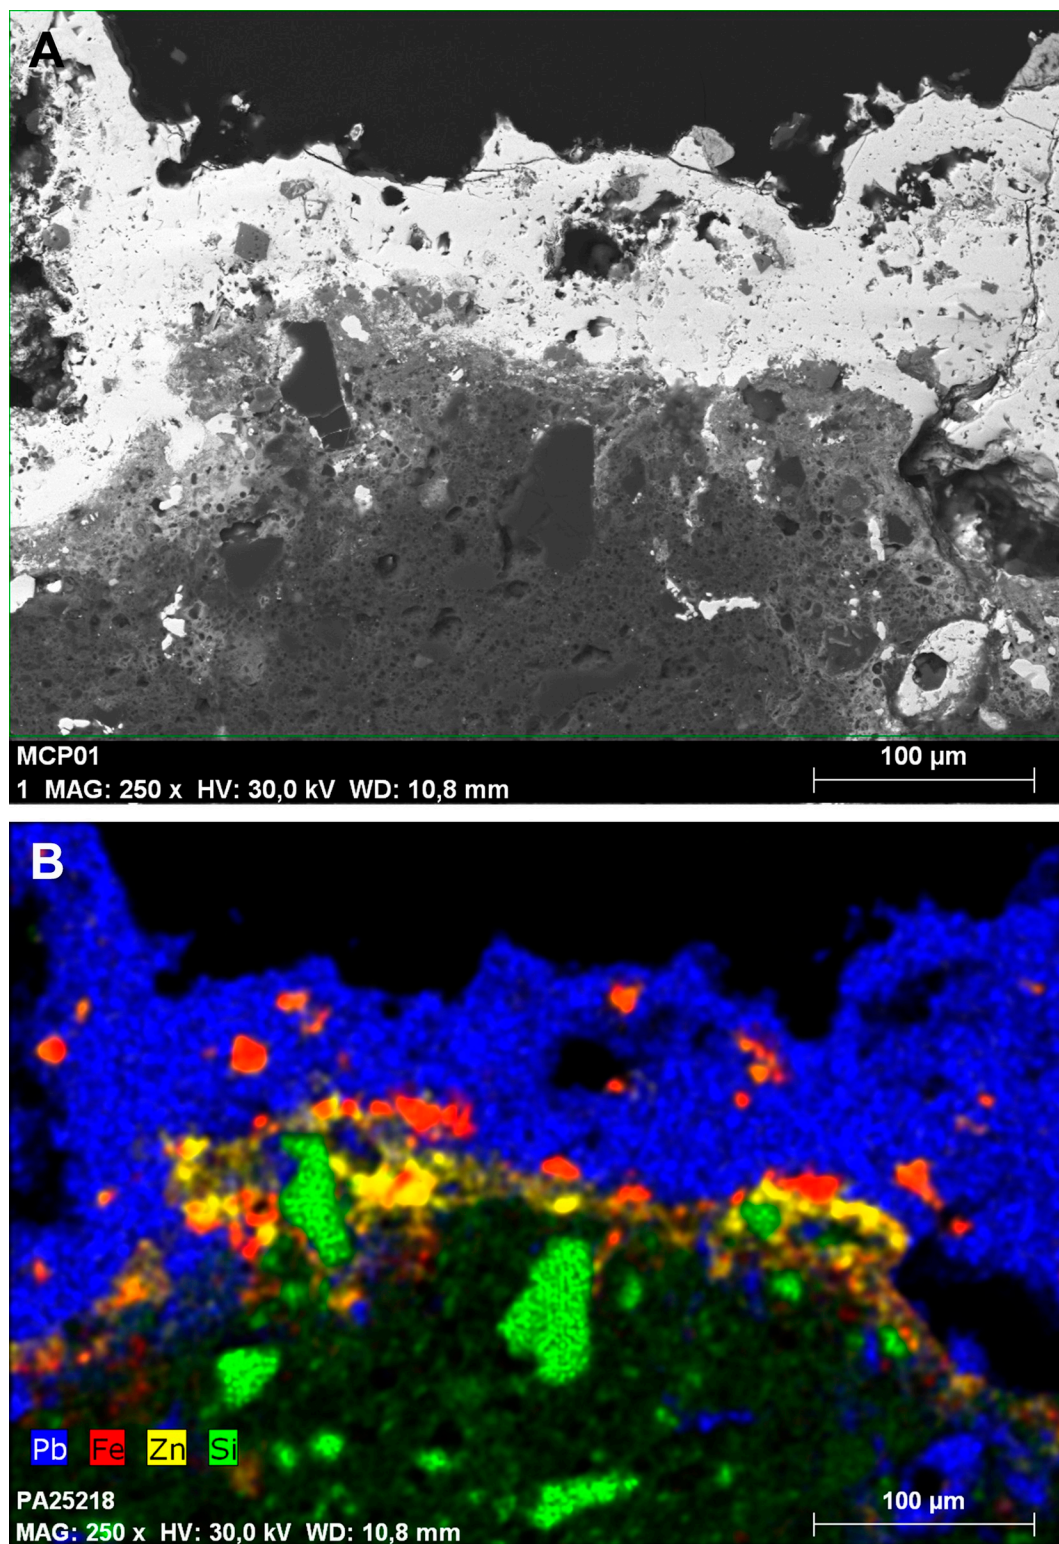 A
MCP01
100 µm
1 MAG: 250 x HV: 30,0 kV WD: 10,8 mm
B
Pb Fe Zn Si
PA25218
100 µm
MAG: 250 x HV: 30,0 kV WD: 10,8 mm